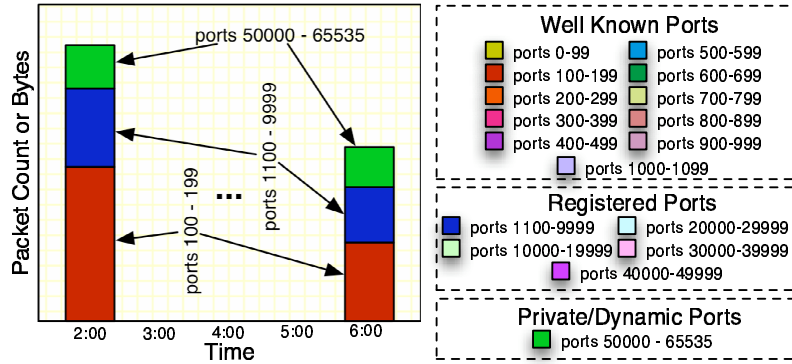 Packet Count or Bytes
ports 50000 - 65535
ports 1100 - 9999
ports 100 - 199
...
2:00 3:00 4:00 5:00 6:00
Time
Well Known Ports
ports 0-99
ports 500-599
ports 100-199
ports 600-699
ports 200-299
ports 700-799
ports 300-399
ports 800-899
ports 400-499
ports 900-999
ports 1000-1099
Registered Ports
ports 1100-9999
ports 20000-29999
ports 10000-19999
ports 30000-39999
ports 40000-49999
Private/Dynamic Ports
ports 50000 - 65535